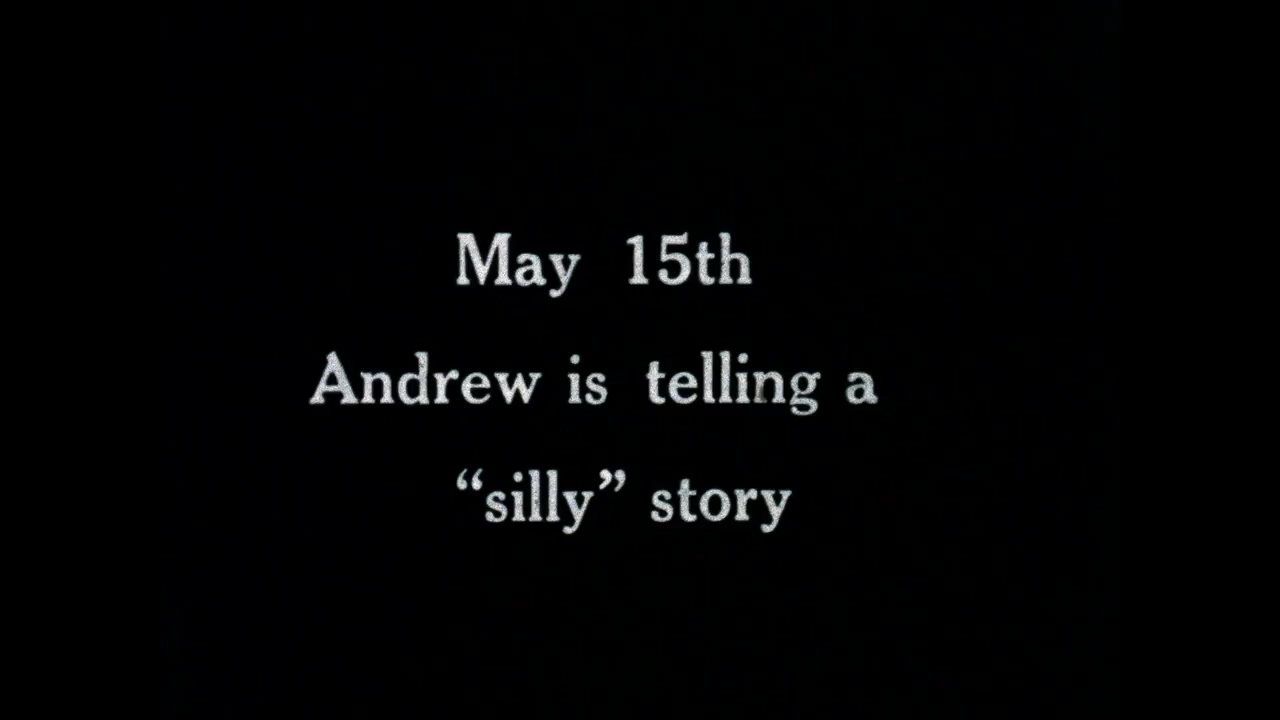 May 15th
Andrew is telling a
“silly” story